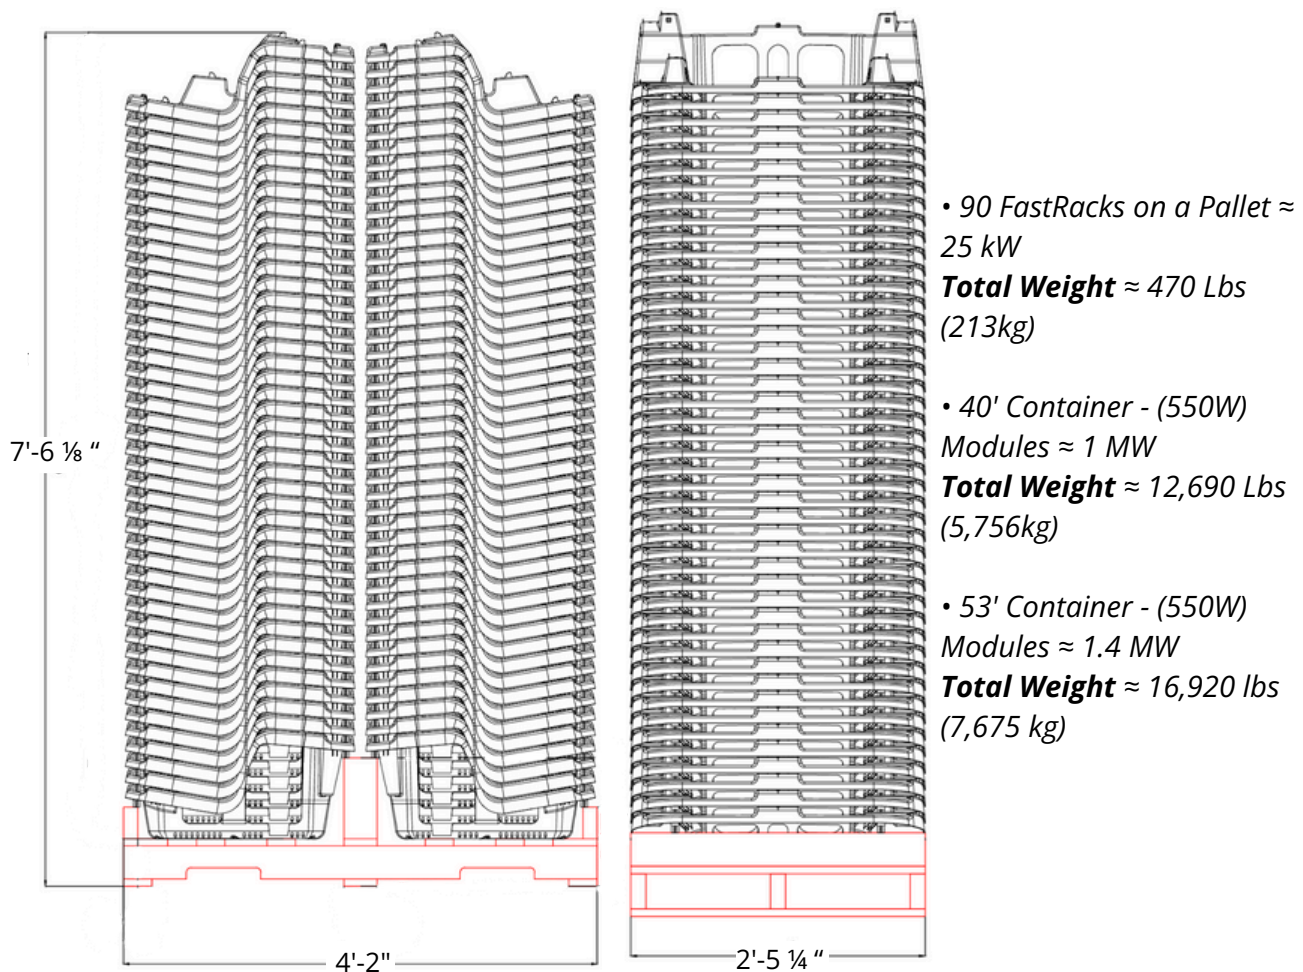 • 90 FastRacks on a Pallet ≈
25 kW
Total Weight ≈ 470 Lbs
(213kg)
• 40' Container - (550W)
Modules ≈ 1 MW
Total Weight ≈ 12,690 Lbs
(5,756kg)
• 53' Container - (550W)
Modules ≈ 1.4 MW
Total Weight ≈ 16,920 lbs
(7,675 kg)
7'-6 ⅛ “
4'-2"
2'-5 ¼ “